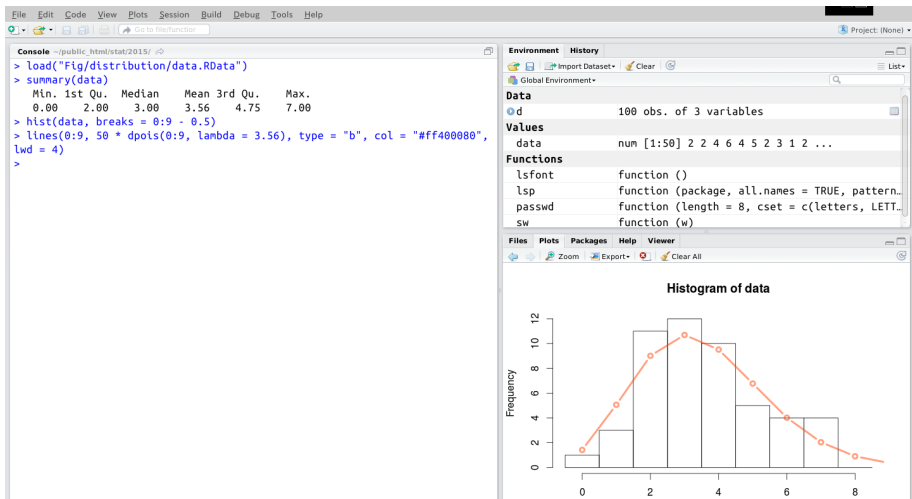 File Edit Code View Plots Session Build Debug Tools Help
Go to file/function
Project: (None)
Console ~/public_html/stat/2015/
> load("Fig/distribution/data.RData")
> summary(data)
Min. 1st Qu. Median Mean 3rd Qu. Max.
0.00 2.00 3.00 3.56 4.75 7.00
> hist(data, breaks = 0:9 - 0.5)
> lines(0:9, 50 * dpois(0:9, lambda = 3.56), type = "b", col = "#ff400080",
lwd = 4)
>
Environment History
Import Dataset Clear List
Global Environment
Data
d 100 obs. of 3 variables
Values
data num [1:50] 2 2 4 6 4 5 2 3 1 2 ...
Functions
lsfont function ()
lsp function (package, all.names = TRUE, pattern…
passwd function (length = 8, cset = c(letters, LETT…
sw function (w)
Files Plots Packages Help Viewer
Zoom Export Clear All
Histogram of data
Frequency
12
10
8
6
4
2
0
0 2 4 6 8